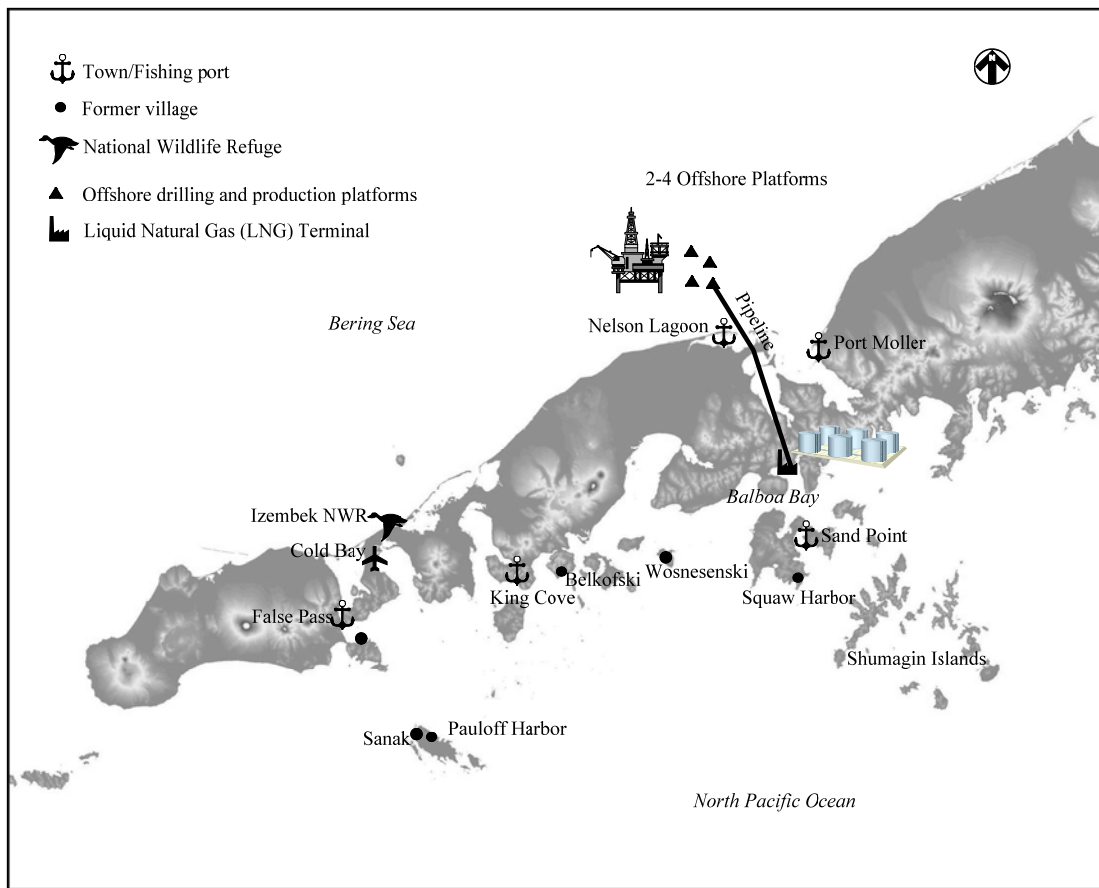 Town/Fishing port
Former village
National Wildlife Refuge
Offshore drilling and production platforms
Liquid Natural Gas (LNG) Terminal
N
2-4 Offshore Platforms
Bering Sea
Nelson Lagoon
Pipeline
Port Moller
Balboa Bay
Izembek NWR
Cold Bay
Sand Point
Belkofski
Wosnesenski
King Cove
Squaw Harbor
False Pass
Shumagin Islands
Sanak
Pauloff Harbor
North Pacific Ocean